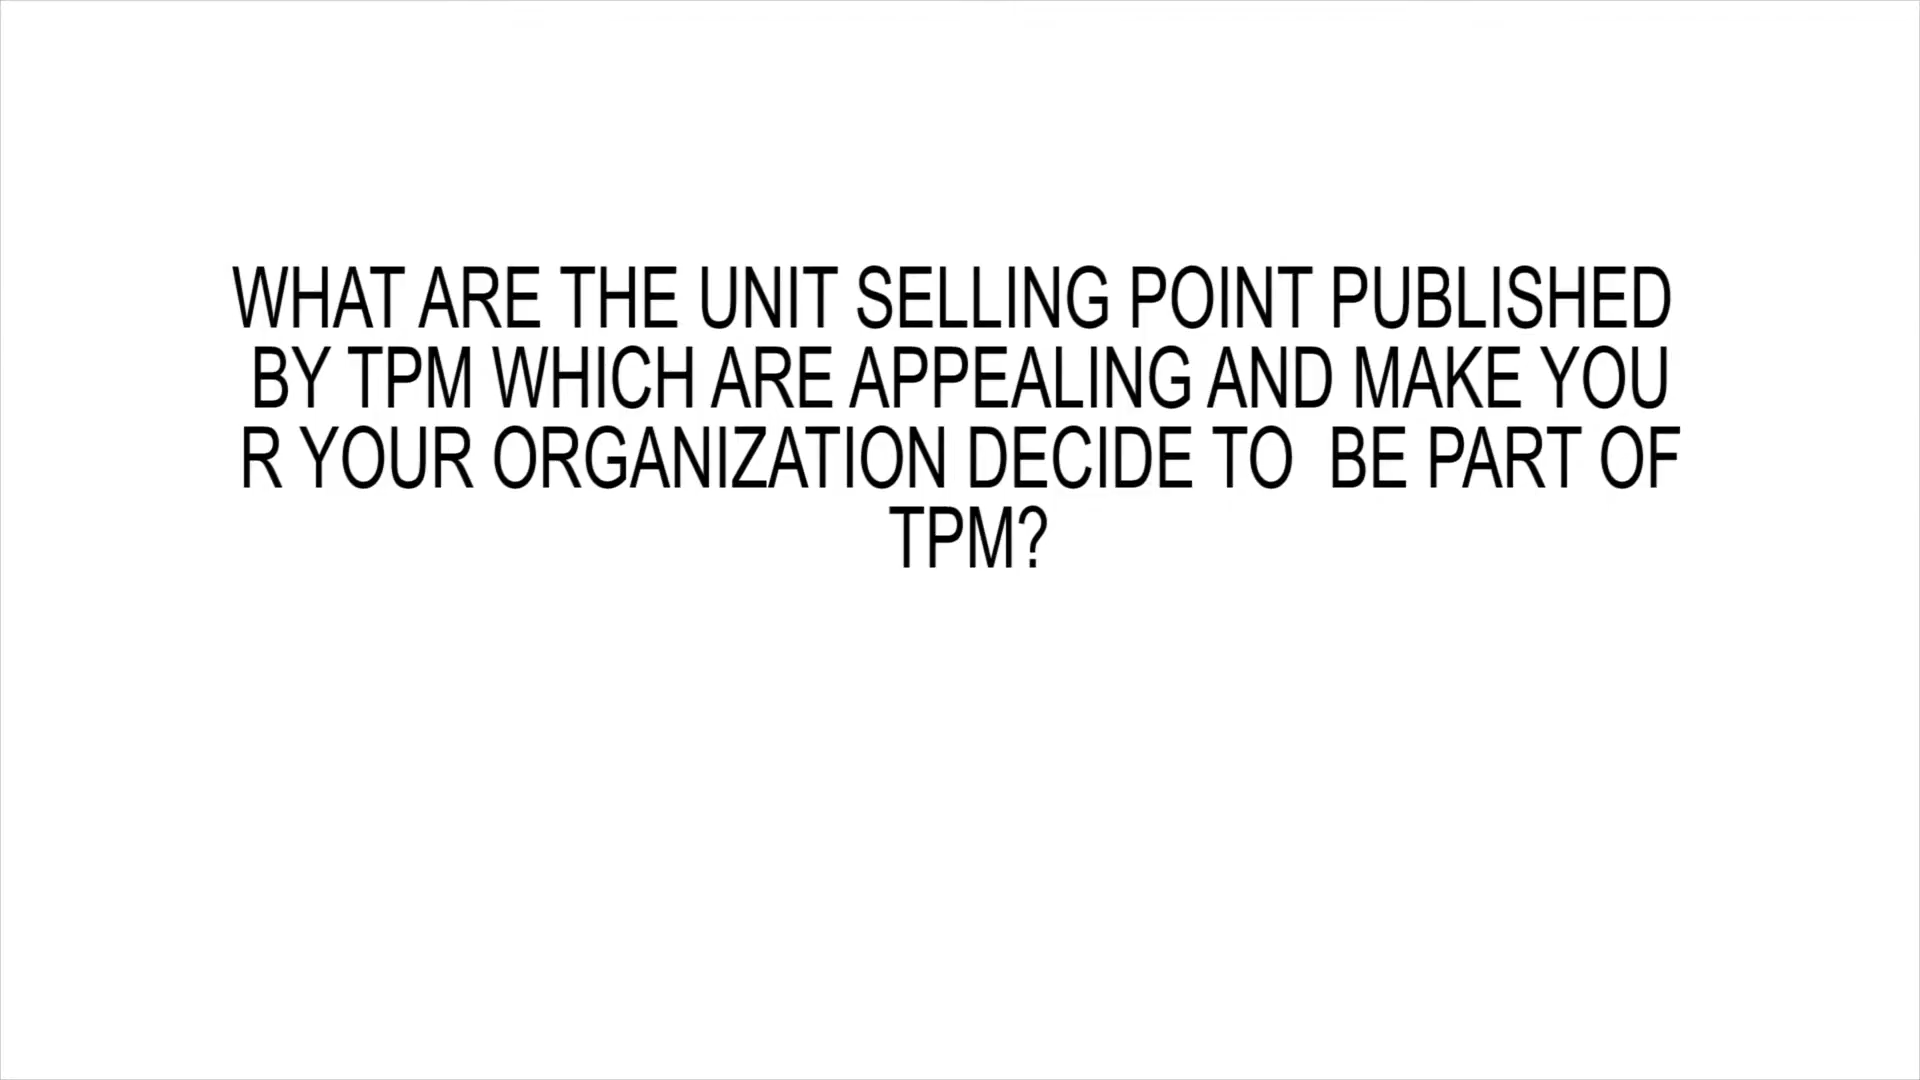 WHAT ARE THE UNIT SELLING POINT PUBLISHED
BY TPM WHICH ARE APPEALING AND MAKE YOU
R YOUR ORGANIZATION DECIDE TO  BE PART OF
TPM?